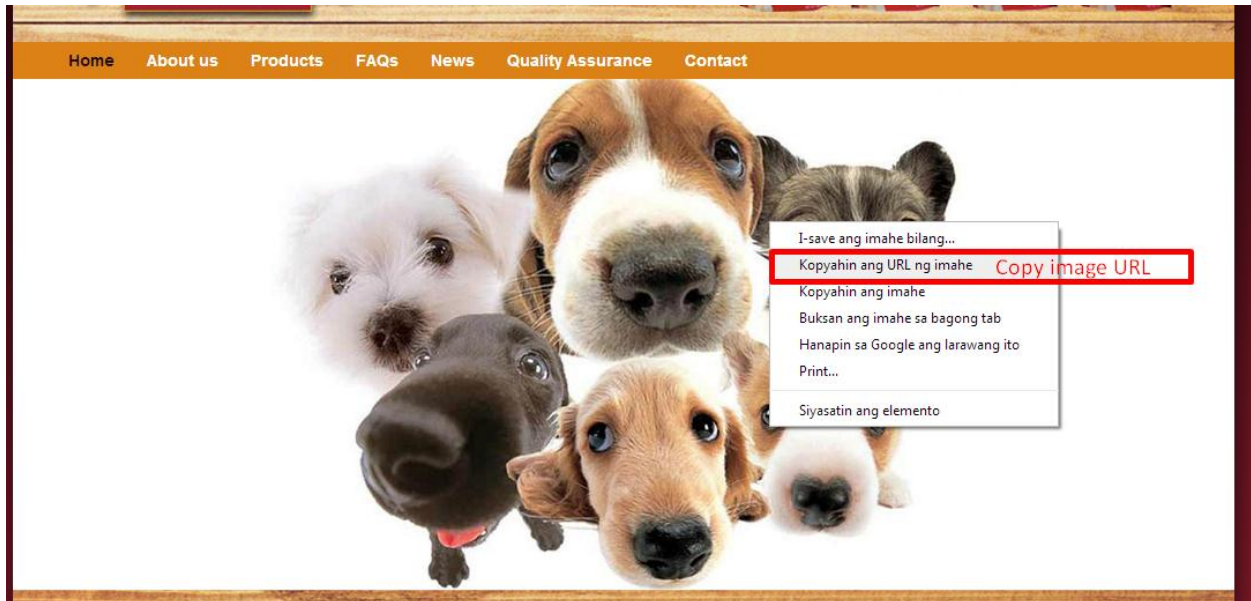 Home About us Products FAQs News Quality Assurance Contact
I-save ang imahe bilang...
Kopyahin ang URL ng imahe Copy image URL
Kopyahin ang imahe
Buksan ang imahe sa bagong tab
Hanapin sa Google ang larawang ito
Print...
Siyasatin ang elemento